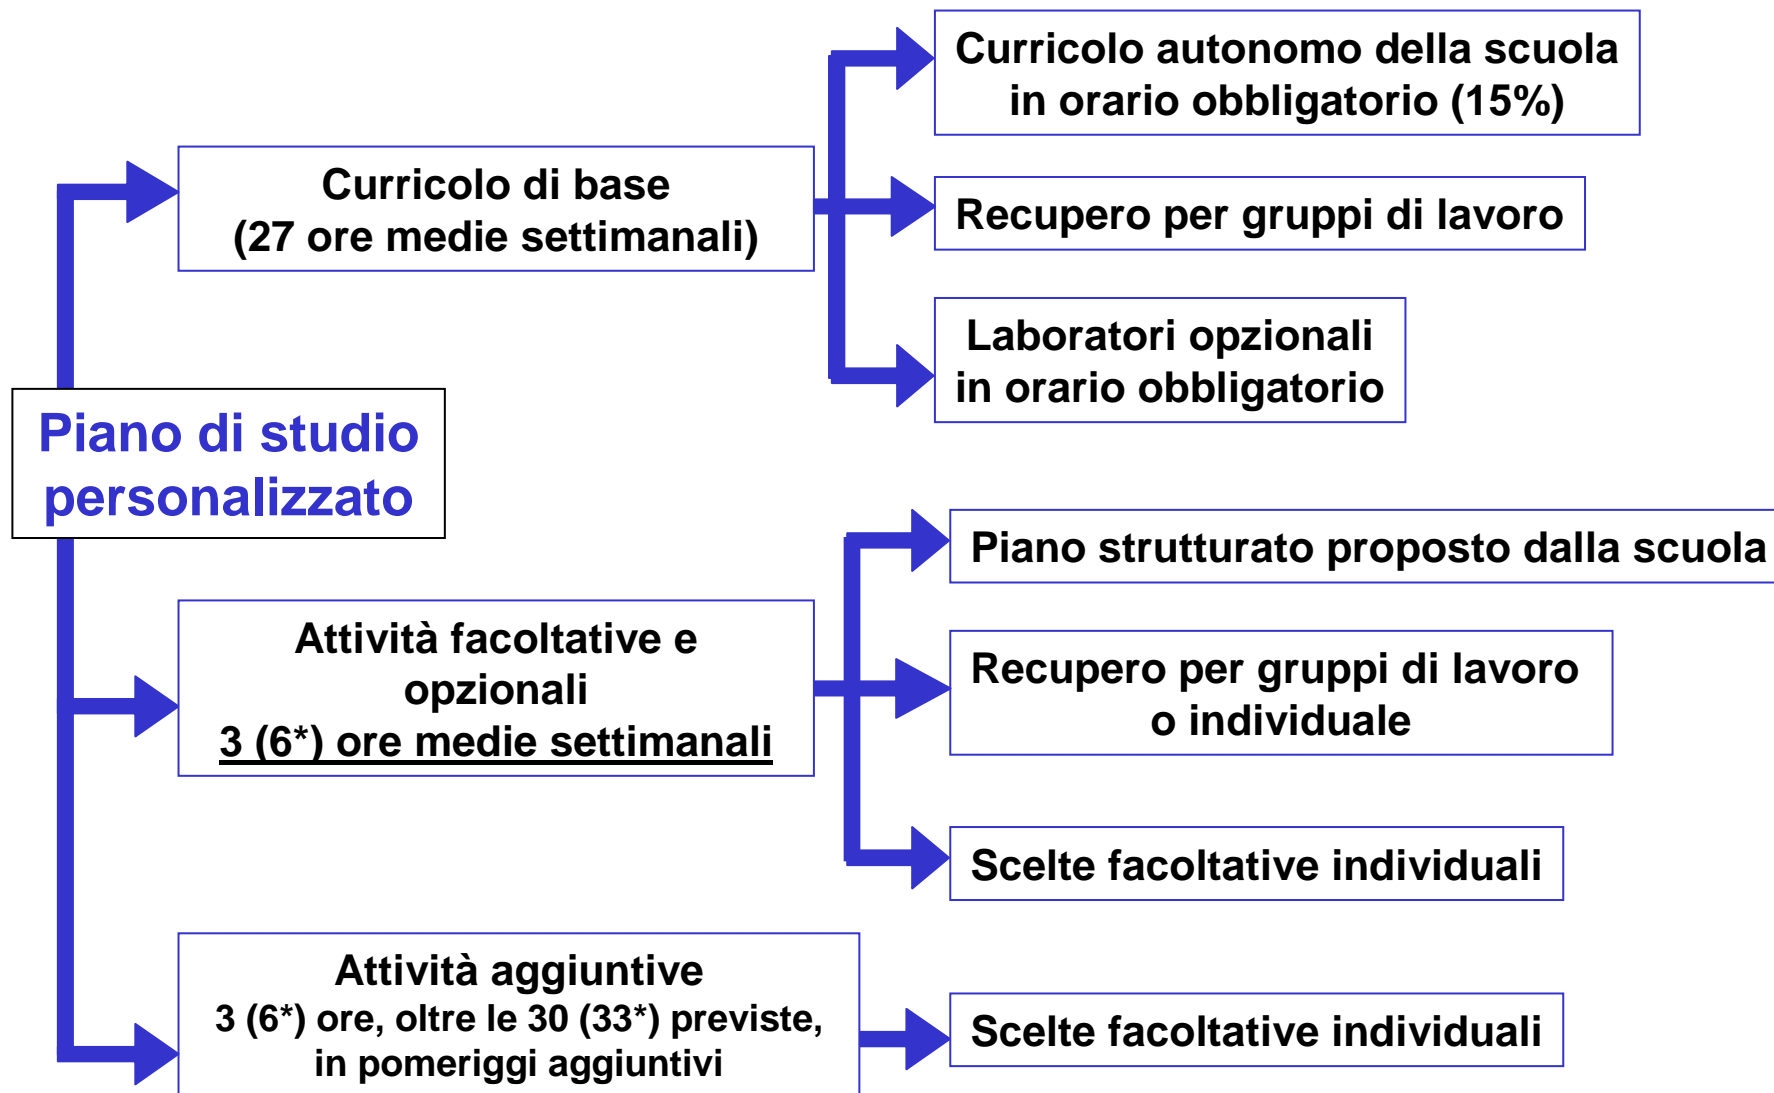 Piano di studio
personalizzato
Curricolo di base
(27 ore medie settimanali)
Curricolo autonomo della scuola
in orario obbligatorio (15%)
Recupero per gruppi di lavoro
Laboratori opzionali
in orario obbligatorio
Attività facoltative e
opzionali
3 (6*) ore medie settimanali
Piano strutturato proposto dalla scuola
Recupero per gruppi di lavoro
o individuale
Scelte facoltative individuali
Attività aggiuntive
3 (6*) ore, oltre le 30 (33*) previste,
in pomeriggi aggiuntivi
Scelte facoltative individuali